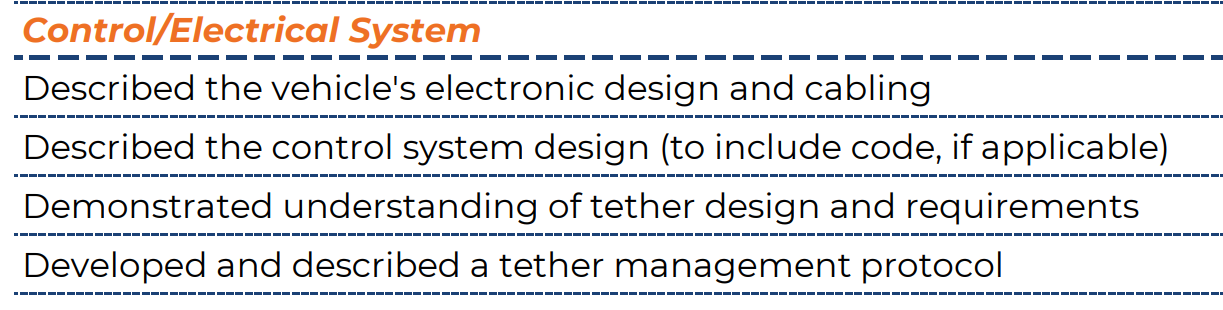 Control/Electrical System
Described the vehicle's electronic design and cabling
Described the control system design (to include code, if applicable)
Demonstrated understanding of tether design and requirements
Developed and described a tether management protocol